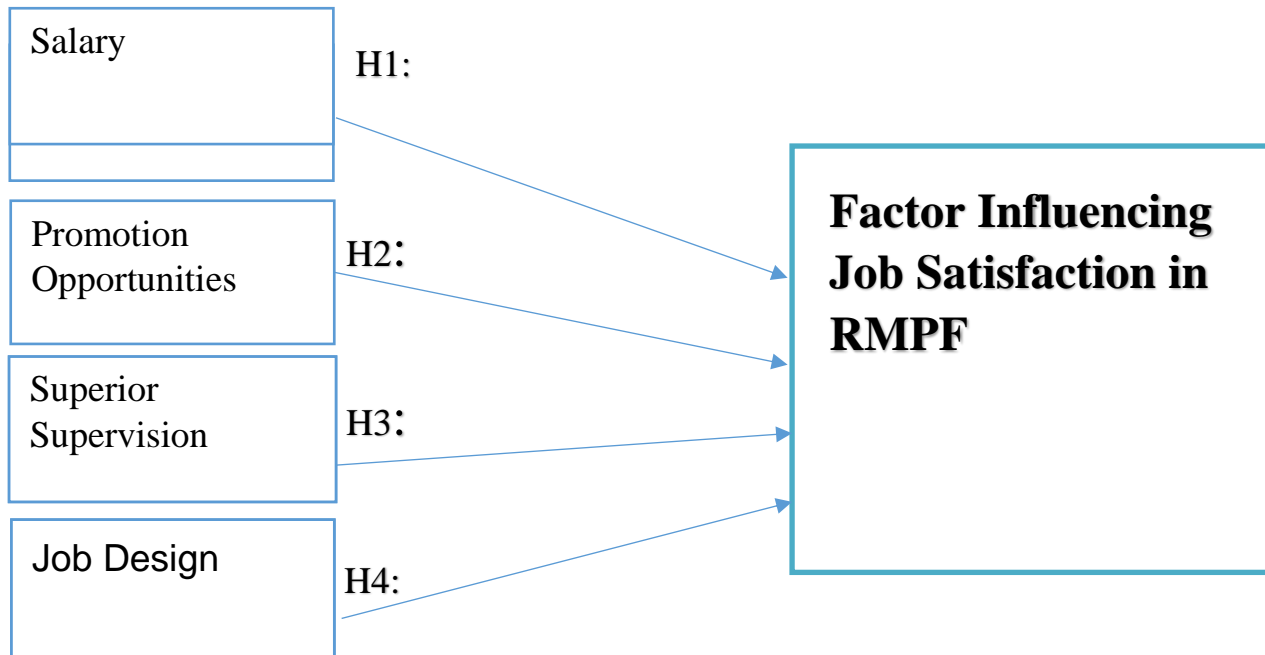 Salary
H1:
Promotion
Opportunities
H2:
Superior
Supervision
H3:
Job Design
H4:
Factor Influencing
Job Satisfaction in
RMPF